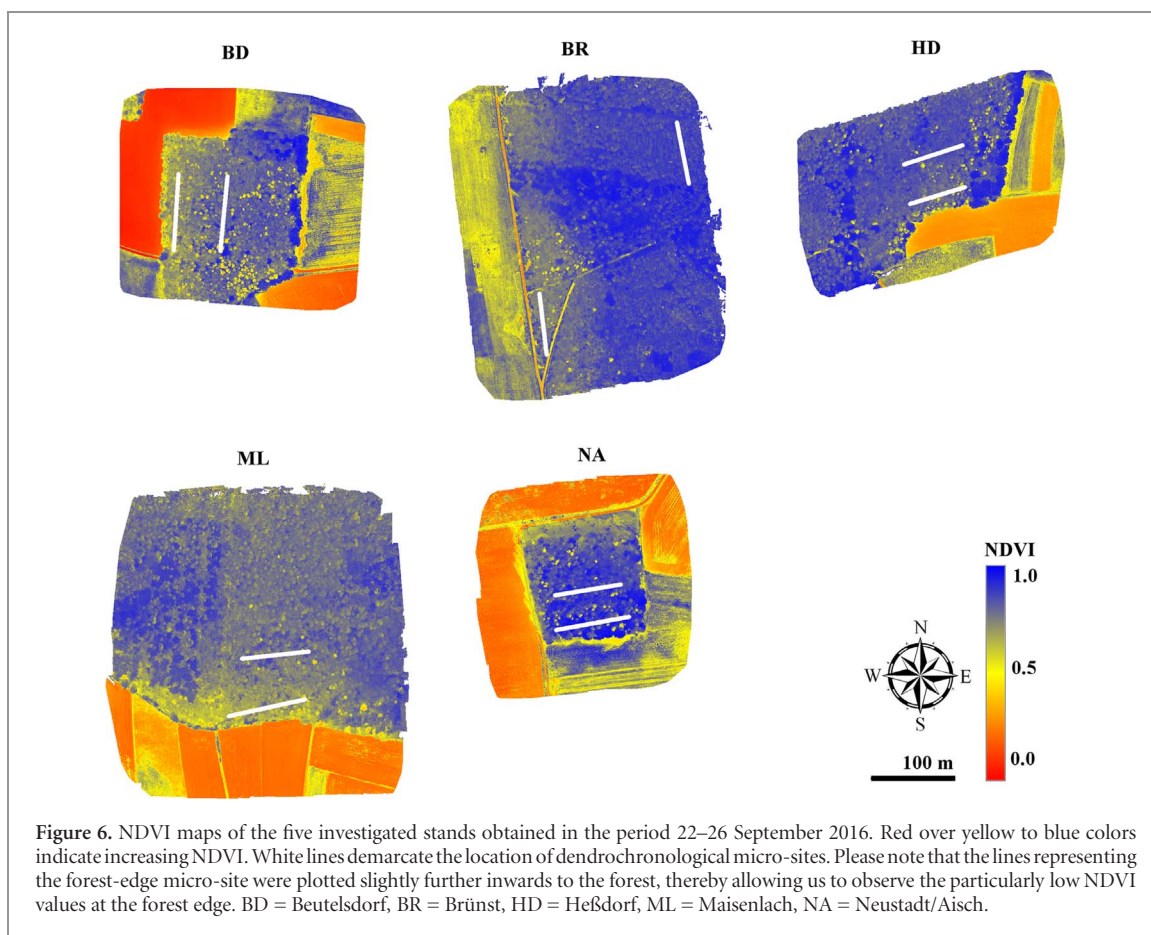 BD
BR
HD
ML
NA
NDVI
1.0
0.5
0.0
N
W E
S
100 m
Figure 6. NDVI maps of the five investigated stands obtained in the period 22–26 September 2016. Red over yellow to blue colors
indicate increasing NDVI. White lines demarcate the location of dendrochronological micro-sites. Please note that the lines representing
the forest-edge micro-site were plotted slightly further inwards to the forest, thereby allowing us to observe the particularly low NDVI
values at the forest edge. BD = Beutelsdorf, BR = Brünst, HD = Heßdorf, ML = Maisenlach, NA = Neustadt/Aisch.